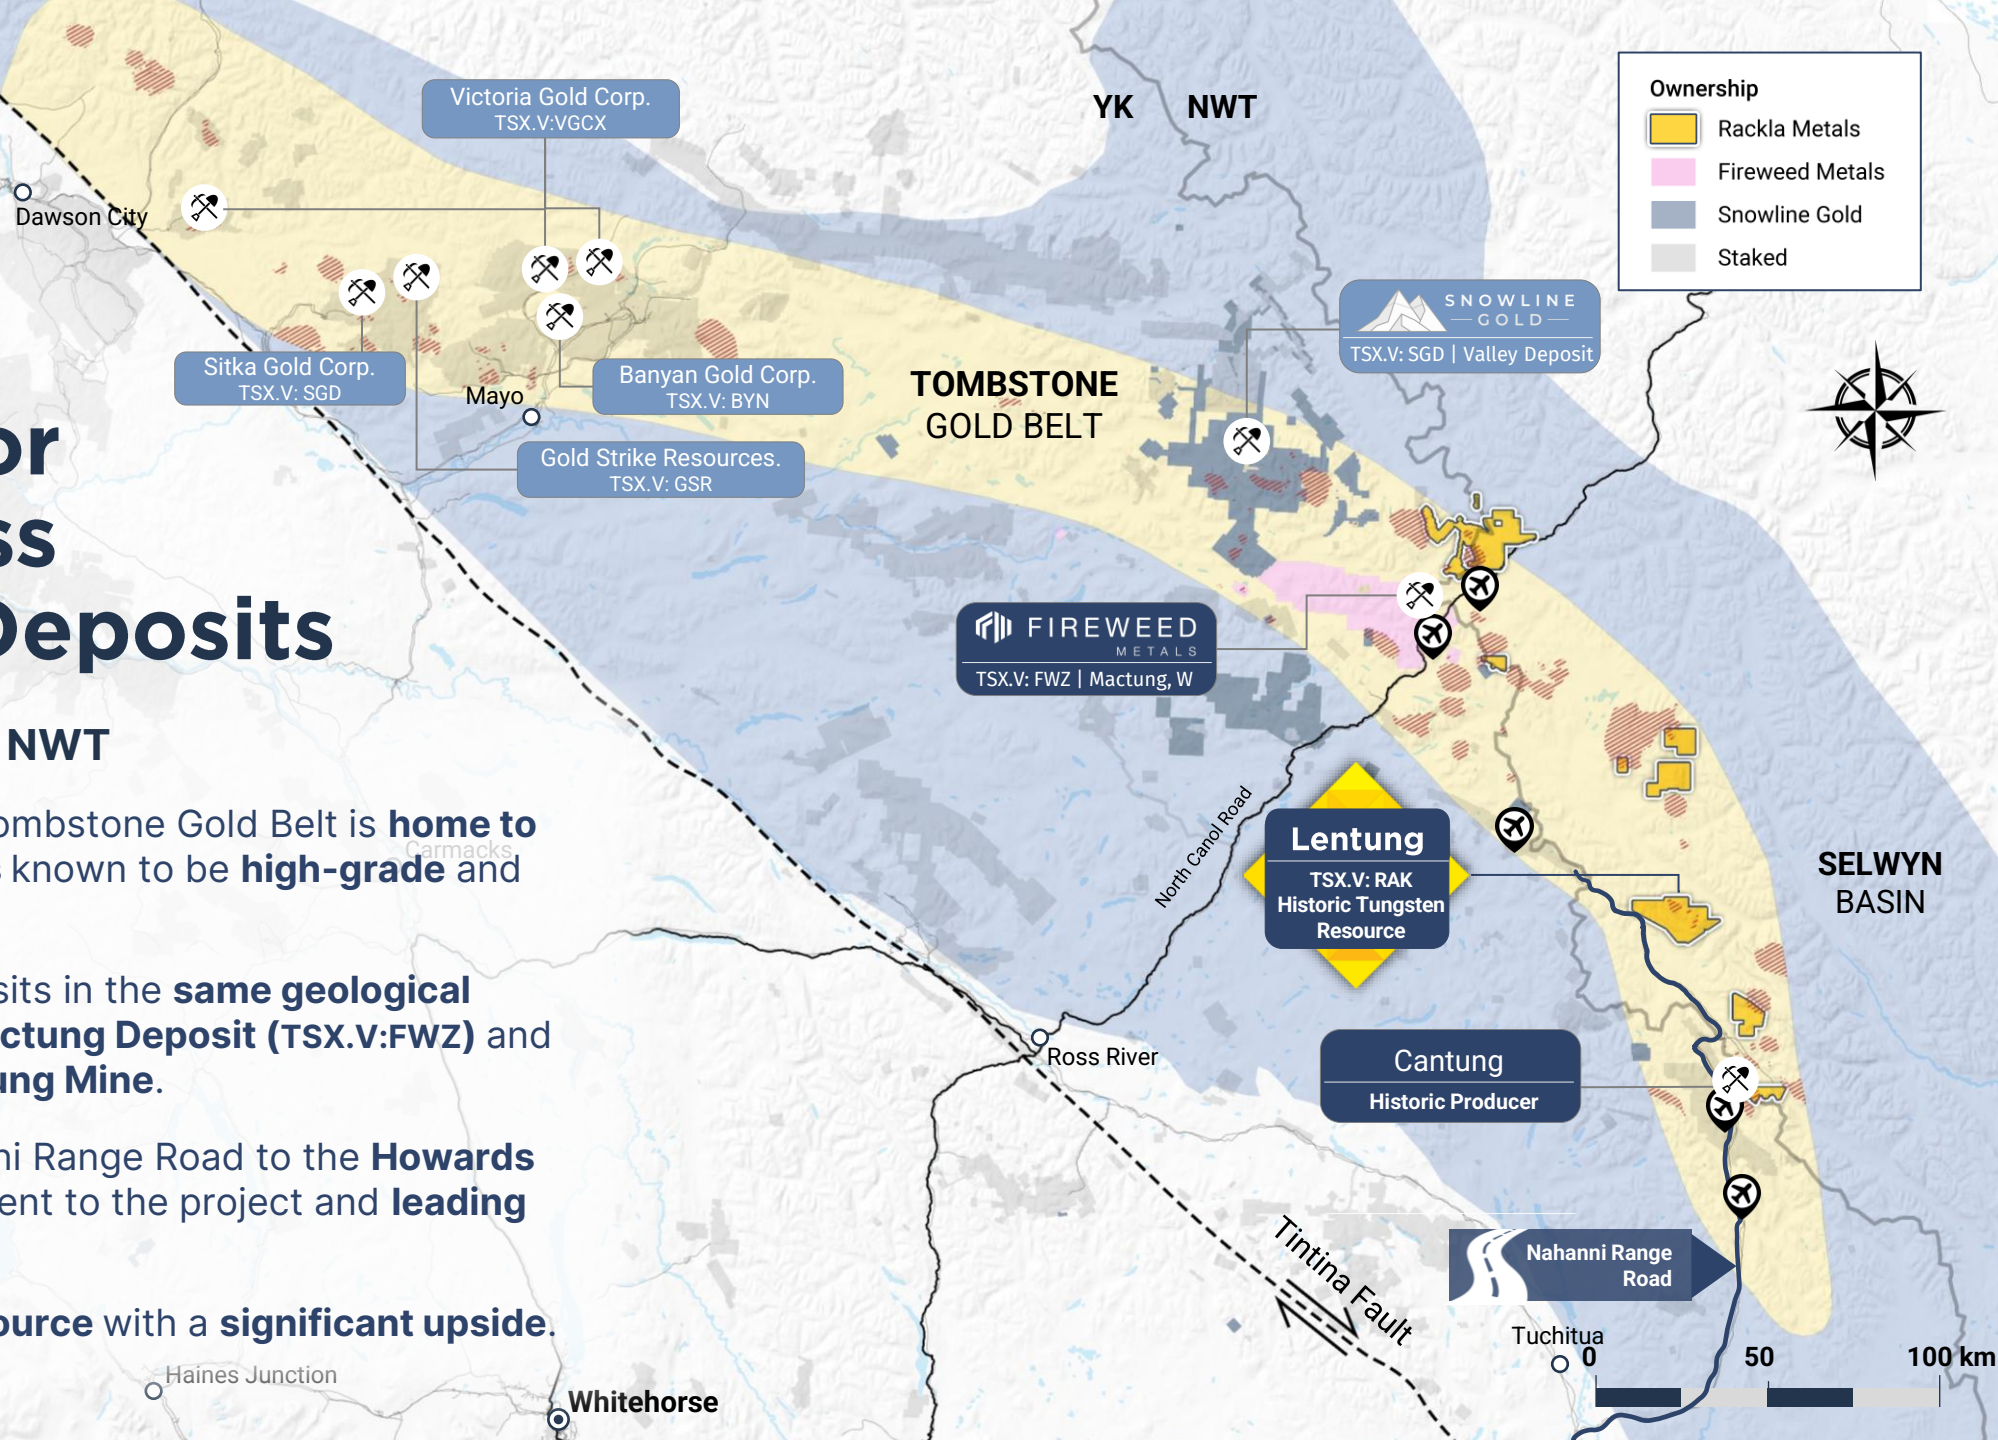 or
ss
Deposits
NWT
ombstone Gold Belt is home to
s known to be high-grade and
sits in the same geological
ctung Deposit (TSX.V:FWZ) and
ung Mine.
ni Range Road to the Howards
ent to the project and leading
ource with a significant upside.
Victoria Gold Corp.
TSX.V:VGCX
YK NWT
Ownership
Rackla Metals
Fireweed Metals
Snowline Gold
Staked
Dawson City
SNOWLINE
GOLD
TSX.V: SGD | Valley Deposit
Sitka Gold Corp.
TSX.V: SGD
Mayo
Banyan Gold Corp.
TSX.V: BYN
TOMBSTONE
GOLD BELT
Gold Strike Resources.
TSX.V: GSR
FIREWEED
METALS
TSX.V: FWZ | Mactung, W
North Canol Road
Lentung
TSX.V: RAK
Historic Tungsten
Resource
SELWYN
BASIN
Carmacks
Ross River
Cantung
Historic Producer
Tintina Fault
Nahanni Range
Road
Tuchitua
0 50 100 km
Haines Junction
Whitehorse